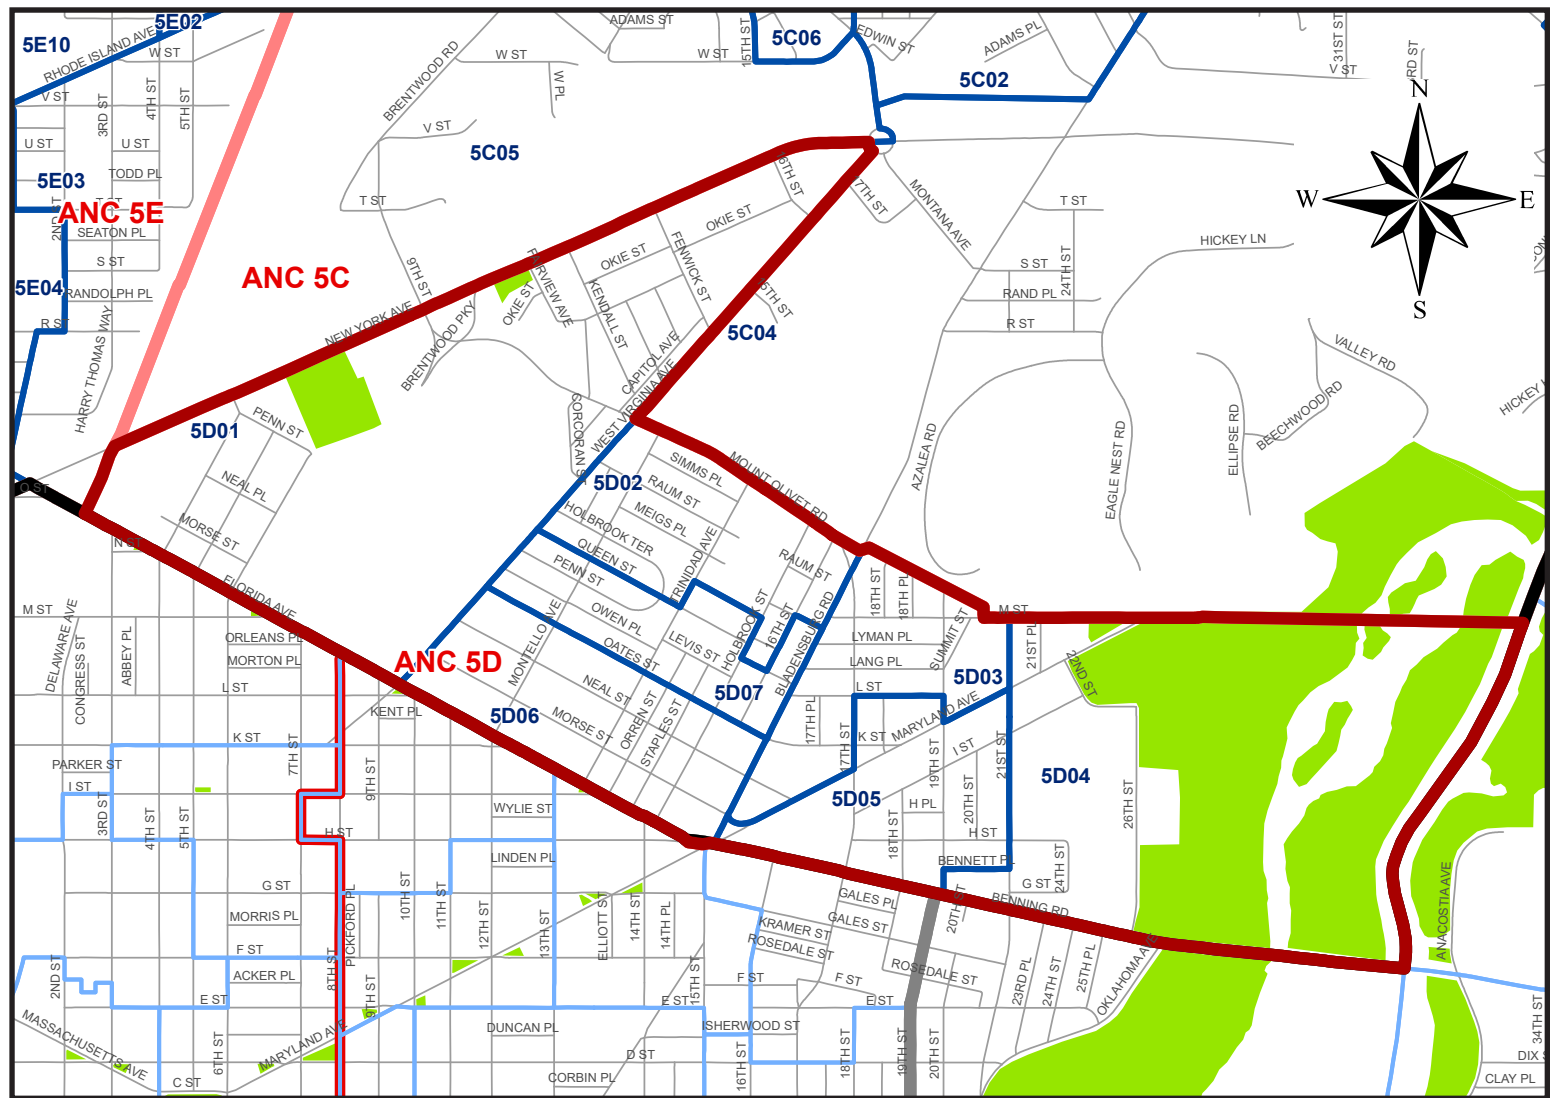 5E02
ADAMS ST
15TH ST
5C06
EDWIN ST
ADAMS PL
31ST ST
5E10
RHODE ISLAND AVE
W ST
BRENTWOOD RD
W ST
W ST
5C02
V ST
RD ST
N
V ST
3RD ST
4TH ST
5TH ST
W PL
U ST
U ST
V ST
5C05
5E03
TODD PL
T ST
16TH ST
17TH ST
MONTANA AVE
T ST
W
E
ANC 5E
2ND ST
SEATON PL
OKIE ST
HICKEY LN
S ST
ANC 5C
9TH ST
FAIRVIEW AVE
OKIE ST
FENWICK ST
S ST
24TH ST
5E04
RANDOLPH PL
OKIE ST
KENDALL ST
RAND PL
S
R ST
HARRY THOMAS WAY
NEW YORK AVE
BRENTWOOD PKY
5C04
R ST
VALLEY RD
CAPITOL AVE
WEST VIRGINIA AVE
HICKEY
5D01
PENN ST
CORCORAN S
AZALEA RD
EAGLE NEST RD
ELLIPSE RD
BEECHWOOD RD
O ST
NEAL PL
5D02
SIMMS PL
MOUNT OLIVET RD
RAUM ST
MEIGS PL
MORSE ST
HOLBROOK TER
N ST
QUEEN ST
TRINIDAD AVE
RAUM ST
PENN ST
FLORIDA AVE
18TH ST
18TH PL
M ST
DELAWARE AVE
CONGRESS ST
ABBEY PL
ORLEANS PL
MORTON PL
L ST
MONTELLO AVE
OWEN PL
OATES ST
LEVIS ST
HOLBROOK ST
16TH ST
BLADENSBURG RD
LYMAN PL
LANG PL
SUMMIT ST
M ST
21ST PL
22ND ST
ANC 5D
NEAL ST
5D07
L ST
5D03
KENT PL
5D06
MORSE ST
ORREN ST
STAPLES ST
17TH PL
17TH ST
K ST
MARYLAND AVE
K ST
7TH ST
9TH ST
19TH ST
I ST
21ST ST
PARKER ST
I ST
3RD ST
5D04
5D05
4TH ST
5TH ST
H ST
WYLIE ST
H PL
18TH ST
20TH ST
H ST
26TH ST
LINDEN PL
BENNETT PL
24TH ST
G ST
G ST
PICKFORD PL
10TH ST
11TH ST
12TH ST
13TH ST
ELLIOTT ST
14TH ST
14TH PL
GALES PL
GALES ST
20TH ST
BENNING RD
ANACOSTIA AVE
MORRIS PL
KRAMER ST
ROSEDALE ST
F ST
ROSEDALE ST
2ND ST
ACKER PL
8TH ST
9TH ST
15TH ST
F ST
F ST
23RD PL
24TH ST
25TH PL
OKLAHOMA AVE
E ST
E ST
E ST
MASSACHUSETTS AVE
6TH ST
MARYLAND AVE
DUNCAN PL
ISHERWOOD ST
34TH ST
D ST
16TH ST
18TH ST
19TH ST
20TH ST
DIX S
C ST
CORBIN PL
CLAY PL